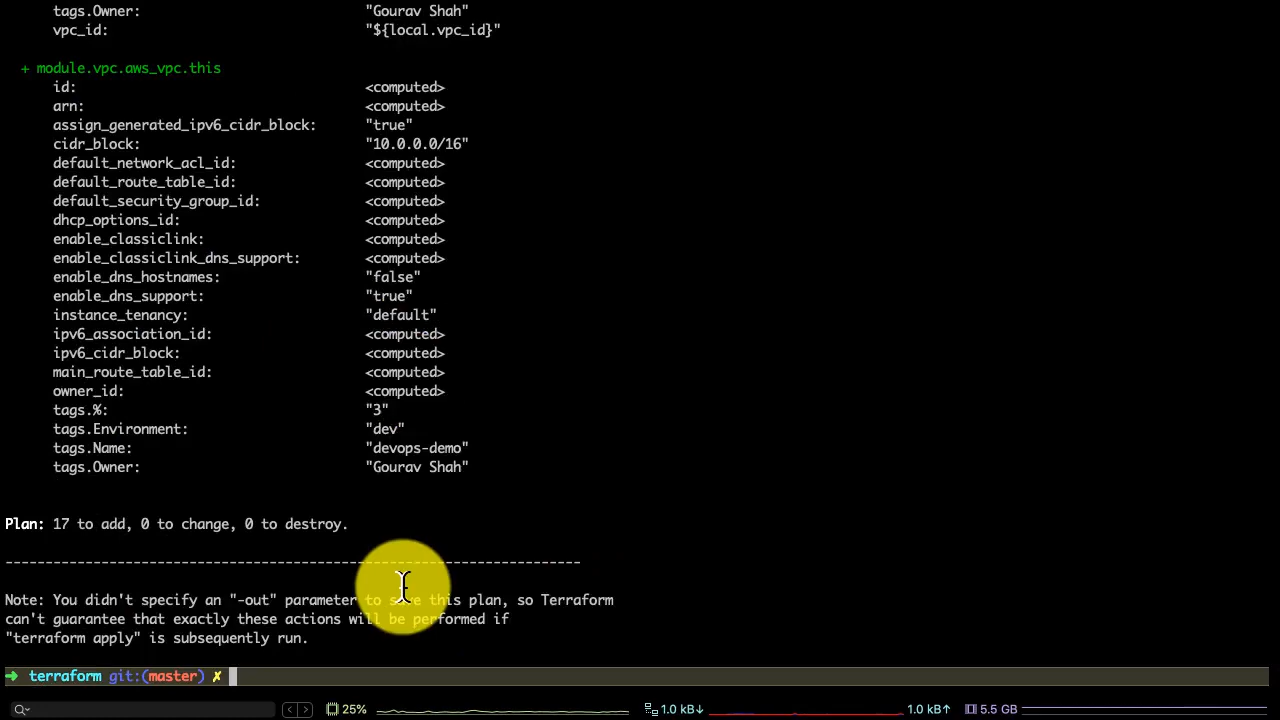 tags.Owner: "Gourav Shah"
vpc_id: "${local.vpc_id}"
+ module.vpc.aws_vpc.this
id: <computed>
arn: <computed>
assign_generated_ipv6_cidr_block: "true"
cidr_block: "10.0.0.0/16"
default_network_acl_id: <computed>
default_route_table_id: <computed>
default_security_group_id: <computed>
dhcp_options_id: <computed>
enable_classiclink: <computed>
enable_classiclink_dns_support: <computed>
enable_dns_hostnames: "false"
enable_dns_support: "true"
instance_tenancy: "default"
ipv6_association_id: <computed>
ipv6_cidr_block: <computed>
main_route_table_id: <computed>
owner_id: <computed>
tags.%: "3"
tags.Environment: "dev"
tags.Name: "devops-demo"
tags.Owner: "Gourav Shah"
Plan: 17 to add, 0 to change, 0 to destroy.
------------------------------------------------------------------------
Note: You didn't specify an "-out" parameter to save this plan, so Terraform
can't guarantee that exactly these actions will be performed if
"terraform apply" is subsequently run.
➜ terraform git:(master) ✗
25% 1.0 kB↓ 1.0 kB↑ 5.5 GB